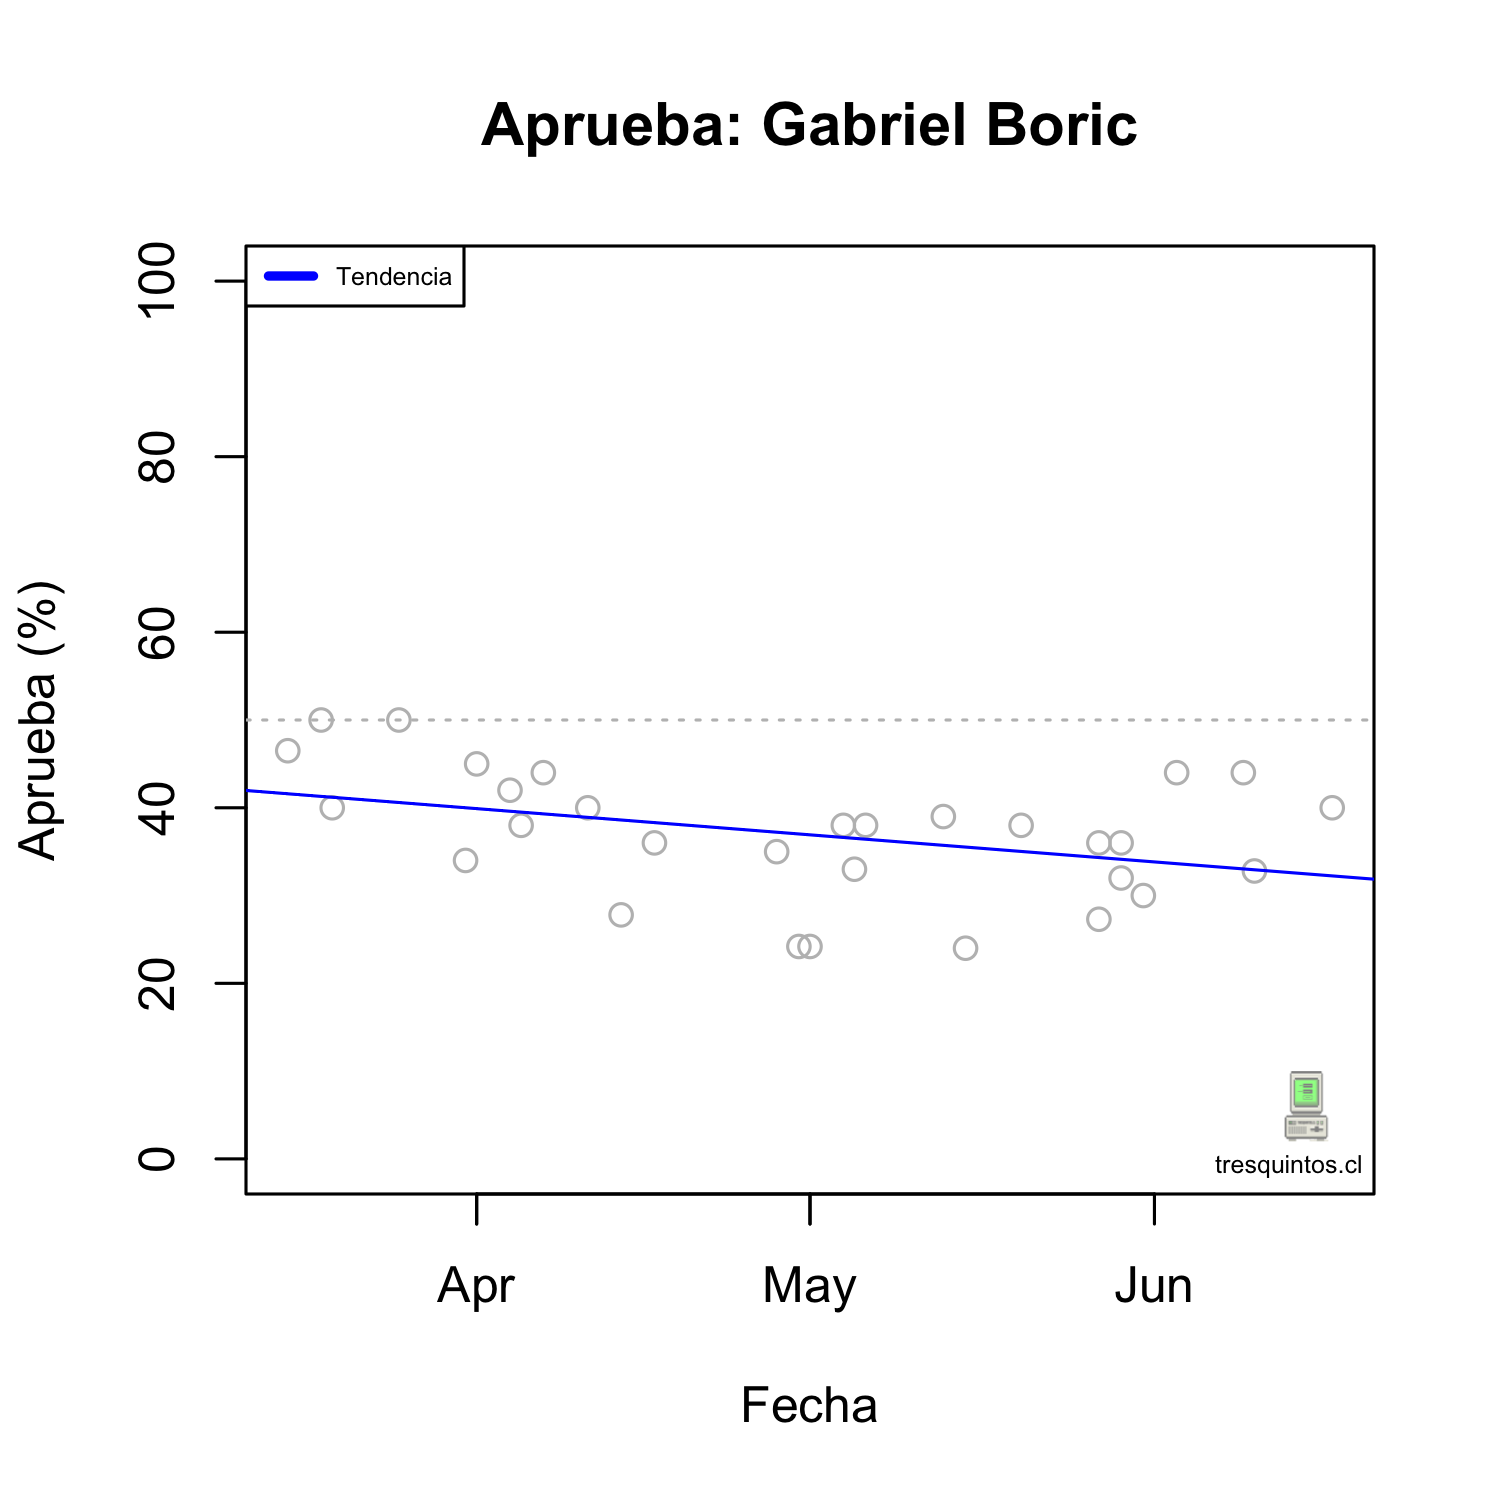 Aprueba: Gabriel Boric
Tendencia
Aprueba (%)
100
80
60
40
20
0
tresquintos.cl
Apr May Jun
Fecha